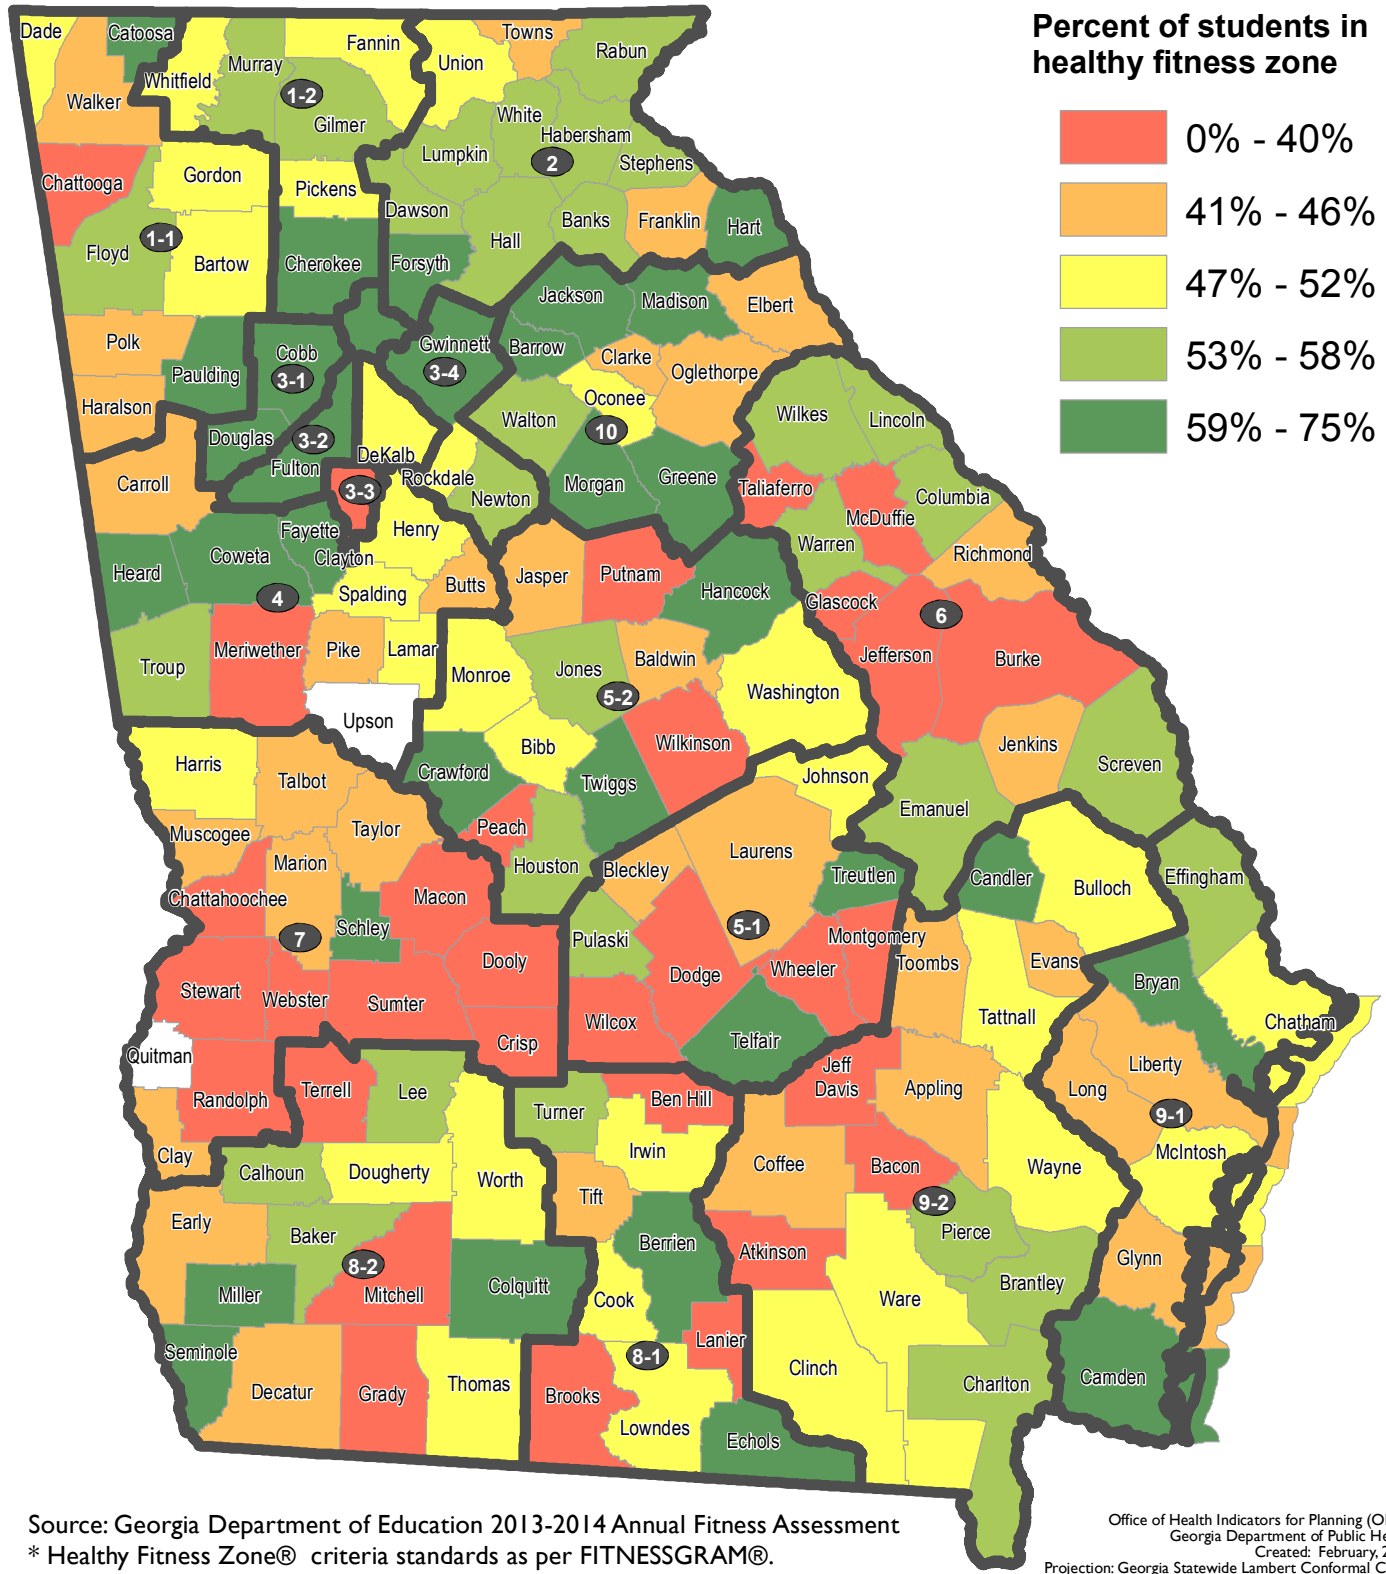 Percent of students in
healthy fitness zone
0% - 40%
41% - 46%
47% - 52%
53% - 58%
59% - 75%
Dade
Catoosa
Walker
Whitfield
Murray
Fannin
1-2
Gilmer
Union
Towns
Rabun
White
Habersham
Lumpkin
2
Stephens
Chattooga
Gordon
Pickens
Dawson
Banks
Franklin
Hart
Hall
Floyd
1-1
Bartow
Cherokee
Forsyth
Jackson
Madison
Elbert
Polk
Paulding
Cobb
3-1
Gwinnett
3-4
Barrow
Clarke
Oglethorpe
Haralson
Oconee
Walton
10
Wilkes
Lincoln
Douglas
3-2
Fulton
DeKalb
Rockdale
Newton
Morgan
Greene
Carroll
3-3
Taliaferro
McDuffie
Columbia
Fayette
Henry
Clayton
Warren
Richmond
Heard
Coweta
Spalding
Butts
Jasper
Putnam
Hancock
4
Glascock
6
Troup
Meriwether
Pike
Lamar
Monroe
Jones
Baldwin
Jefferson
Burke
5-2
Washington
Upson
Bibb
Wilkinson
Jenkins
Screven
Harris
Talbot
Crawford
Twiggs
Johnson
Emanuel
Muscogee
Taylor
Peach
Marion
Houston
Bleckley
Laurens
Treutlen
Candler
Bulloch
Effingham
Chattahoochee
Macon
7
Schley
Pulaski
5-1
Montgomery
Toombs
Evans
Dooly
Dodge
Wheeler
Bryan
Stewart
Webster
Sumter
Wilcox
Tattnall
Chatham
Crisp
Telfair
Quitman
Jeff
Davis
Liberty
Randolph
Terrell
Lee
Turner
Ben Hill
Appling
Long
9-1
Clay
Calhoun
Dougherty
Worth
Irwin
Coffee
Bacon
Wayne
McIntosh
Tift
9-2
Early
Baker
Berrien
Pierce
Atkinson
Glynn
8-2
Miller
Mitchell
Colquitt
Cook
Ware
Brantley
Seminole
Lanier
8-1
Decatur
Grady
Thomas
Brooks
Clinch
Charlton
Camden
Lowndes
Echols
Source: Georgia Department of Education 2013-2014 Annual Fitness Assessment
* Healthy Fitness Zone® criteria standards as per FITNESSGRAM®.
Office of Health Indicators for Planning
Georgia Department of Public
Created: February,
Projection: Georgia Statewide Lambert Conformal